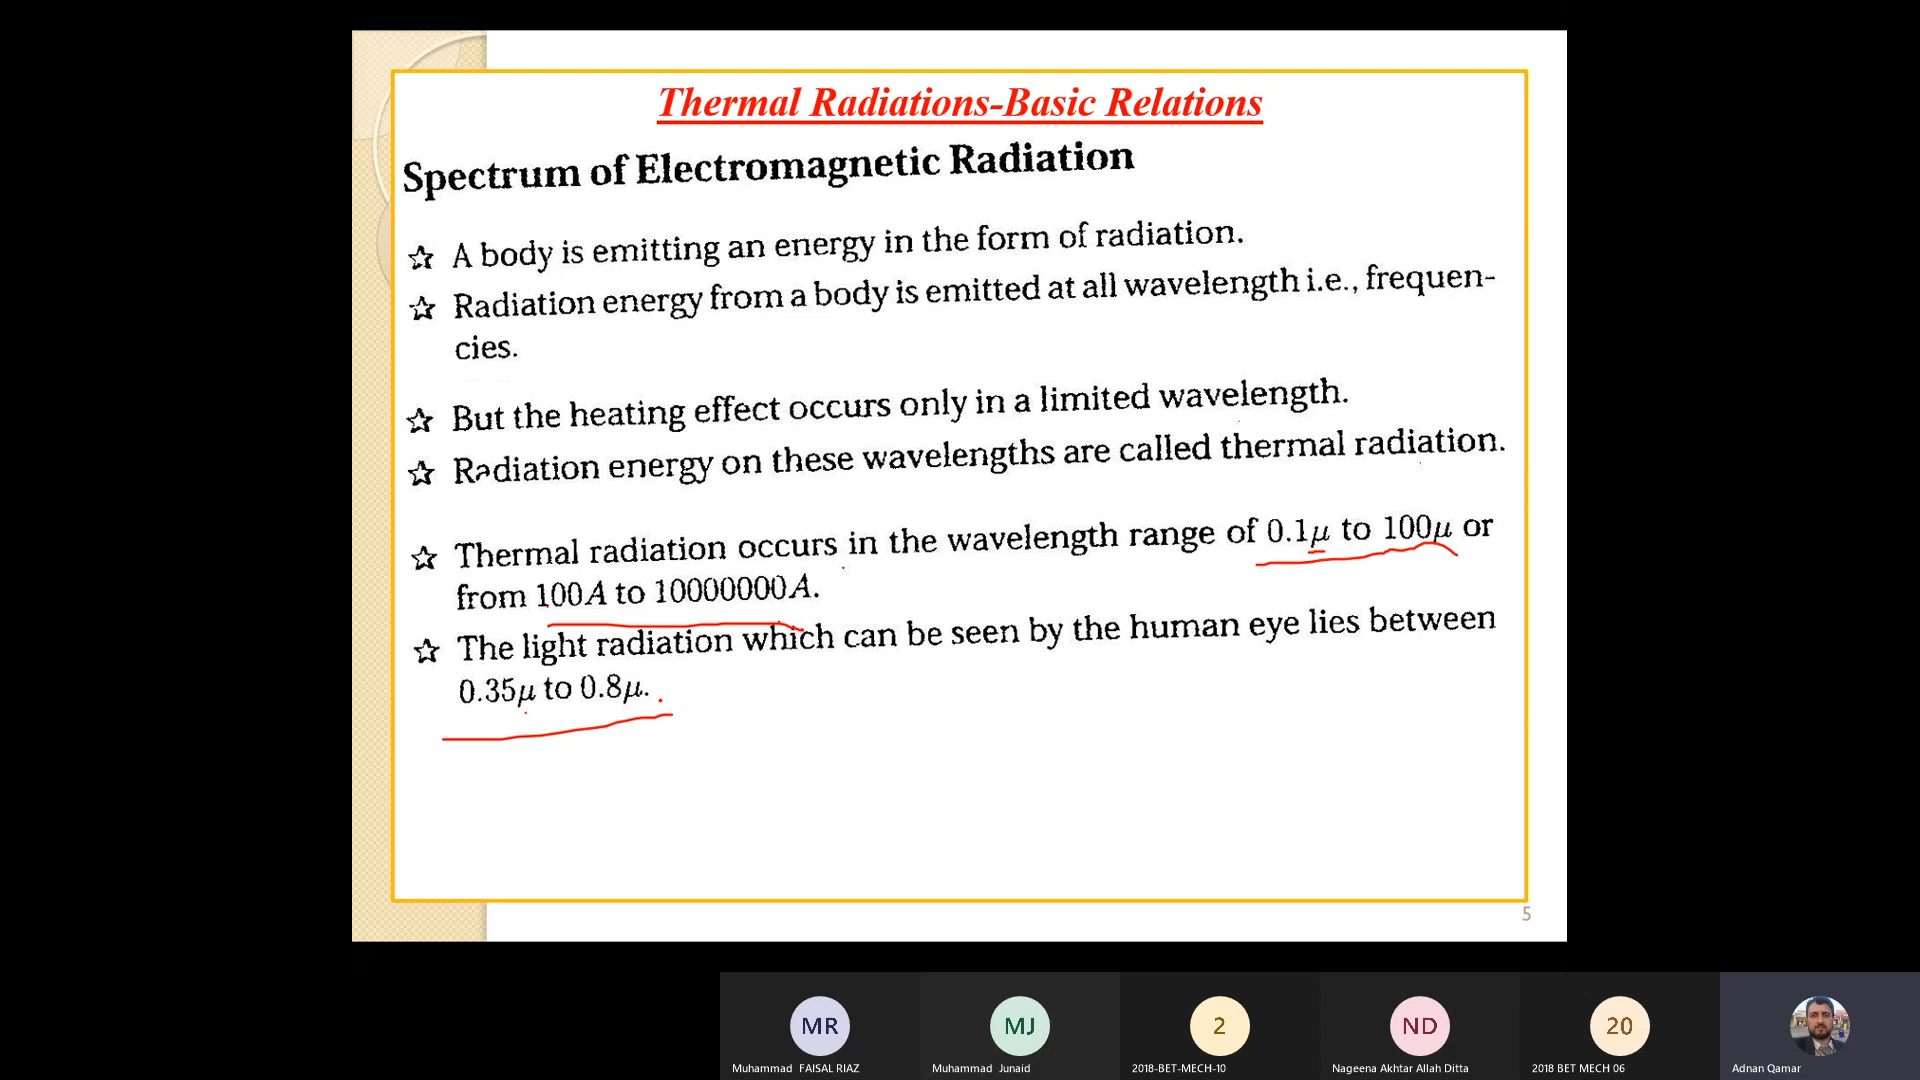 Thermal Radiations-Basic Relations
Spectrum of Electromagnetic Radiation
☆ A body is emitting an energy in the form of radiation.
☆ Radiation energy from a body is emitted at all wavelength i.e., frequen-
cies.
☆ But the heating effect occurs only in a limited wavelength.
☆ Radiation energy on these wavelengths are called thermal radiation.
☆ Thermal radiation occurs in the wavelength range of 0.1μ to 100μ or
from 100A to 10000000A.
☆ The light radiation which can be seen by the human eye lies between
0.35μ to 0.8μ.
5
MR
MJ
2
ND
20
Muhammad FAISAL RIAZ
Muhammad Junaid
2018-BET-MECH-10
Nageena Akhtar Allah Ditta
2018 BET MECH 06
Adnan Qamar